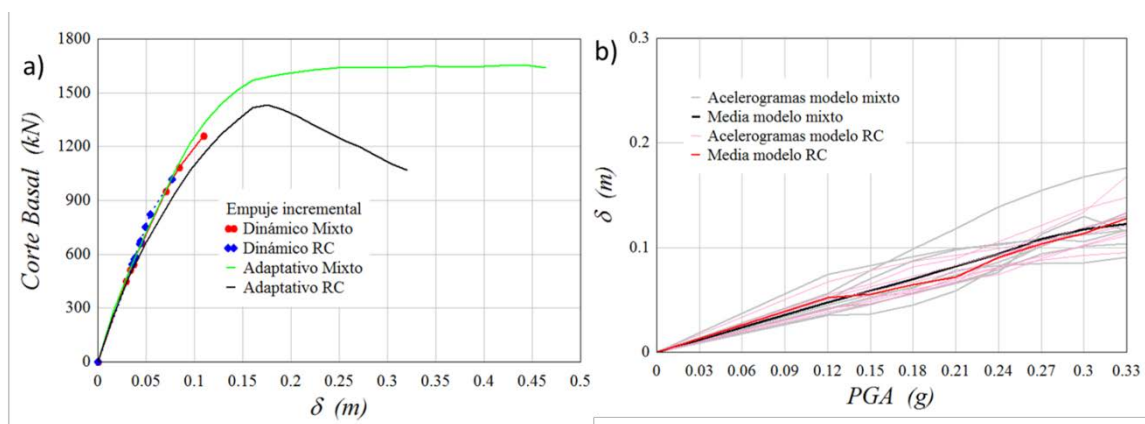 a)
Corte Basal (kN)
1800
1500
1200
900
600
300
0
Empuje incremental
Dinámico Mixto
Dinámico RC
Adaptativo Mixto
Adaptativo RC
0 0.05 0.1 0.15 0.2 0.25 0.3 0.35 0.4 0.45 0.5
δ (m)
b)
δ (m)
0.3
0.2
0.1
0
Acelerogramas modelo mixto
Media modelo mixto
Acelerogramas modelo RC
Media modelo RC
0 0.03 0.06 0.09 0.12 0.15 0.18 0.21 0.24 0.27 0.30 0.33
PGA (g)